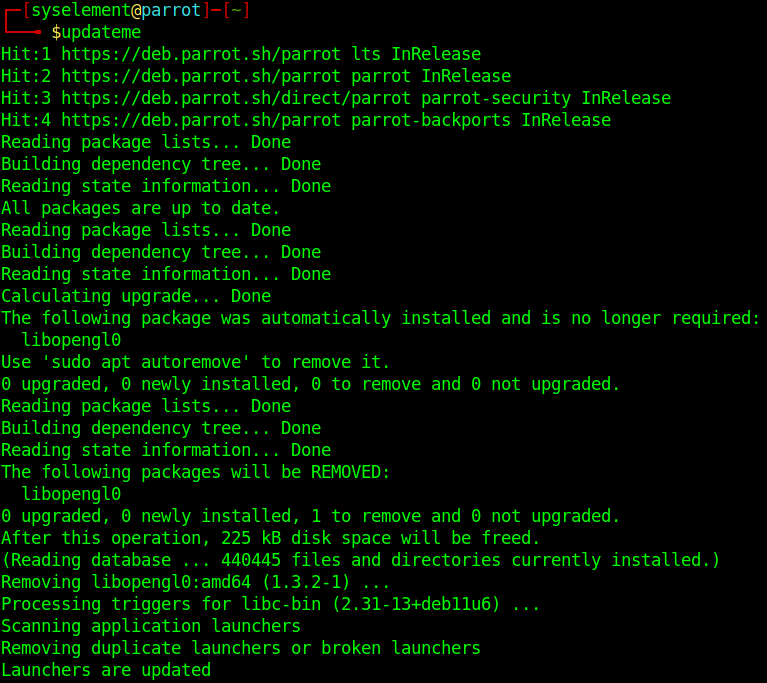 ┌─[syselement@parrot]─[~]
└──╼ $updateme
Hit:1 https://deb.parrot.sh/parrot lts InRelease
Hit:2 https://deb.parrot.sh/parrot parrot InRelease
Hit:3 https://deb.parrot.sh/direct/parrot parrot-security InRelease
Hit:4 https://deb.parrot.sh/parrot parrot-backports InRelease
Reading package lists... Done
Building dependency tree... Done
Reading state information... Done
All packages are up to date.
Reading package lists... Done
Building dependency tree... Done
Reading state information... Done
Calculating upgrade... Done
The following package was automatically installed and is no longer required:
  libopengl0
Use 'sudo apt autoremove' to remove it.
0 upgraded, 0 newly installed, 0 to remove and 0 not upgraded.
Reading package lists... Done
Building dependency tree... Done
Reading state information... Done
The following packages will be REMOVED:
  libopengl0
0 upgraded, 0 newly installed, 1 to remove and 0 not upgraded.
After this operation, 225 kB disk space will be freed.
(Reading database ... 440445 files and directories currently installed.)
Removing libopengl0:amd64 (1.3.2-1) ...
Processing triggers for libc-bin (2.31-13+deb11u6) ...
Scanning application launchers
Removing duplicate launchers or broken launchers
Launchers are updated